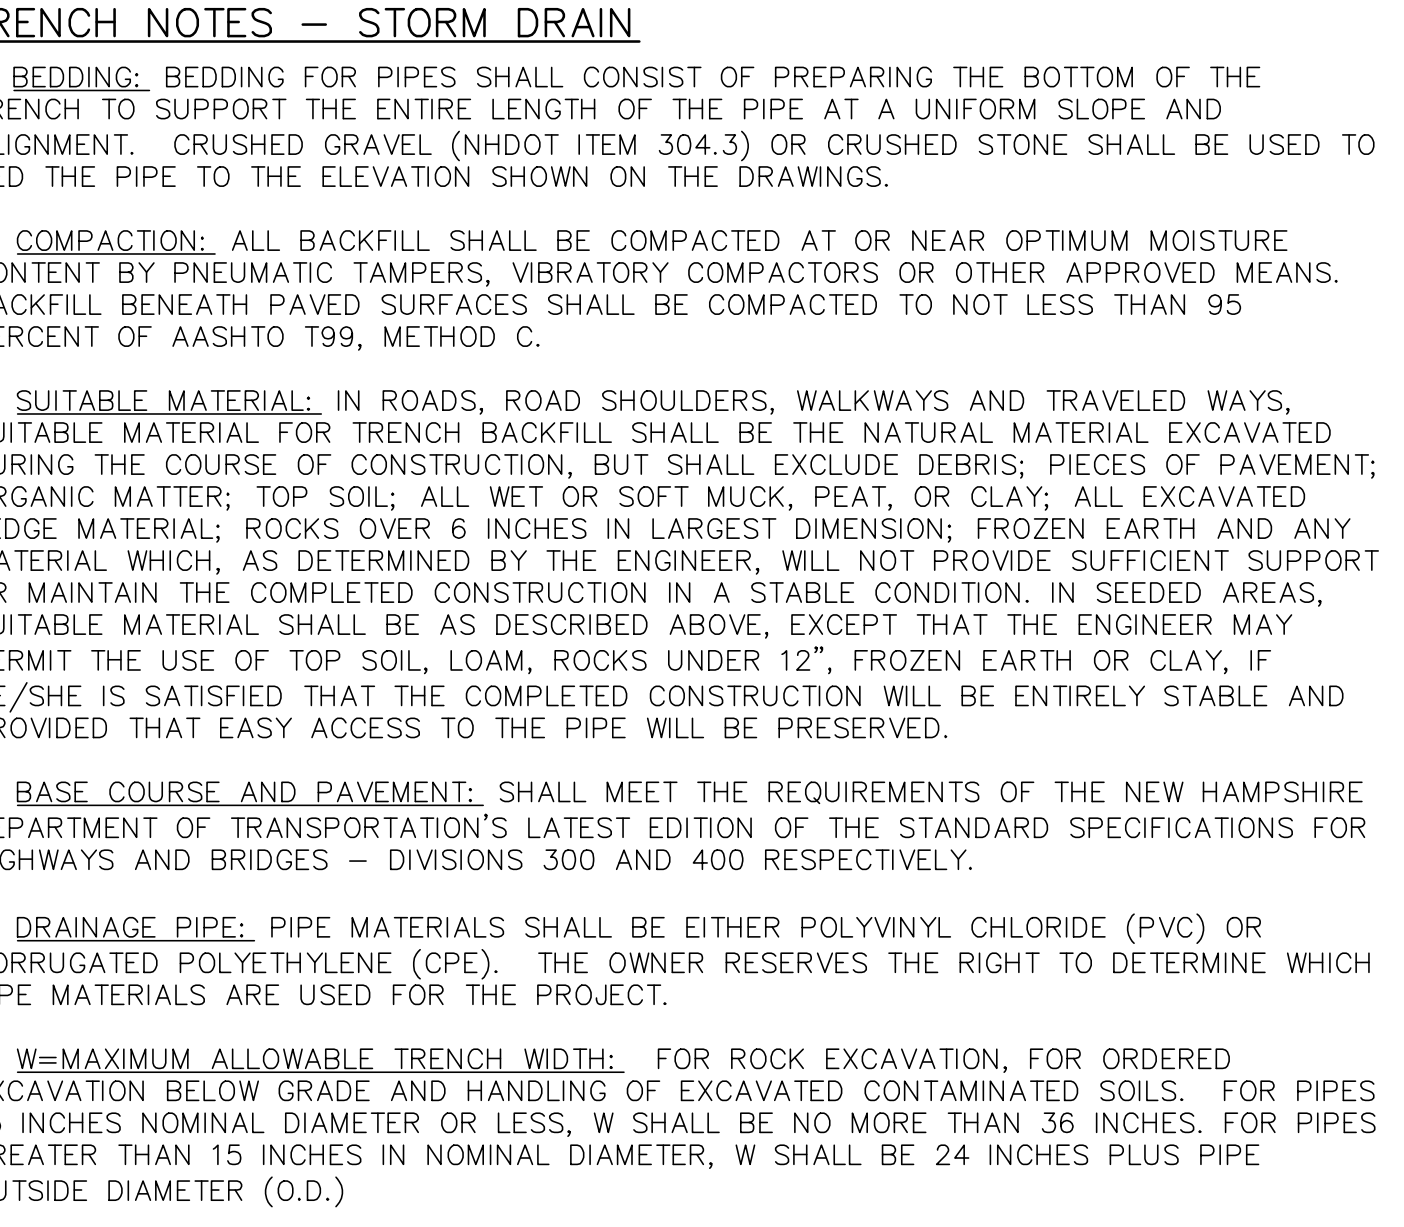 RENCH NOTES – STORM DRAIN
BEDDING: BEDDING FOR PIPES SHALL CONSIST OF PREPARING THE BOTTOM OF THE
RENCH TO SUPPORT THE ENTIRE LENGTH OF THE PIPE AT A UNIFORM SLOPE AND
LIGNMENT. CRUSHED GRAVEL (NHDOT ITEM 304.3) OR CRUSHED STONE SHALL BE USED TO
ED THE PIPE TO THE ELEVATION SHOWN ON THE DRAWINGS.
COMPACTION: ALL BACKFILL SHALL BE COMPACTED AT OR NEAR OPTIMUM MOISTURE
ONTENT BY PNEUMATIC TAMPERS, VIBRATORY COMPACTORS OR OTHER APPROVED MEANS.
ACKFILL BENEATH PAVED SURFACES SHALL BE COMPACTED TO NOT LESS THAN 95
ERCENT OF AASHTO T99, METHOD C.
SUITABLE MATERIAL: IN ROADS, ROAD SHOULDERS, WALKWAYS AND TRAVELED WAYS,
UITABLE MATERIAL FOR TRENCH BACKFILL SHALL BE THE NATURAL MATERIAL EXCAVATED
URING THE COURSE OF CONSTRUCTION, BUT SHALL EXCLUDE DEBRIS; PIECES OF PAVEMENT;
RGANIC MATTER; TOP SOIL; ALL WET OR SOFT MUCK, PEAT, OR CLAY; ALL EXCAVATED
EDGE MATERIAL; ROCKS OVER 6 INCHES IN LARGEST DIMENSION; FROZEN EARTH AND ANY
ATERIAL WHICH, AS DETERMINED BY THE ENGINEER, WILL NOT PROVIDE SUFFICIENT SUPPORT
R MAINTAIN THE COMPLETED CONSTRUCTION IN A STABLE CONDITION. IN SEEDED AREAS,
UITABLE MATERIAL SHALL BE AS DESCRIBED ABOVE, EXCEPT THAT THE ENGINEER MAY
ERMIT THE USE OF TOP SOIL, LOAM, ROCKS UNDER 12”, FROZEN EARTH OR CLAY, IF
E/SHE IS SATISFIED THAT THE COMPLETED CONSTRUCTION WILL BE ENTIRELY STABLE AND
ROVIDED THAT EASY ACCESS TO THE PIPE WILL BE PRESERVED.
BASE COURSE AND PAVEMENT: SHALL MEET THE REQUIREMENTS OF THE NEW HAMPSHIRE
EPARTMENT OF TRANSPORTATION’S LATEST EDITION OF THE STANDARD SPECIFICATIONS FOR
GHWAYS AND BRIDGES – DIVISIONS 300 AND 400 RESPECTIVELY.
DRAINAGE PIPE: PIPE MATERIALS SHALL BE EITHER POLYVINYL CHLORIDE (PVC) OR
ORRUGATED POLYETHYLENE (CPE). THE OWNER RESERVES THE RIGHT TO DETERMINE WHICH
PE MATERIALS ARE USED FOR THE PROJECT.
W=MAXIMUM ALLOWABLE TRENCH WIDTH: FOR ROCK EXCAVATION, FOR ORDERED
XCAVATION BELOW GRADE AND HANDLING OF EXCAVATED CONTAMINATED SOILS. FOR PIPES
INCHES NOMINAL DIAMETER OR LESS, W SHALL BE NO MORE THAN 36 INCHES. FOR PIPES
REATER THAN 15 INCHES IN NOMINAL DIAMETER, W SHALL BE 24 INCHES PLUS PIPE
UTSIDE DIAMETER (O.D.)